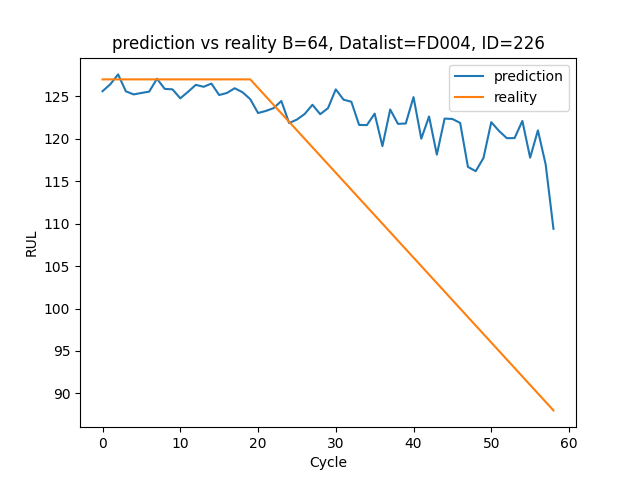 prediction vs reality B=64, Datalist=FD004, ID=226
prediction
reality
125
120
115
110
105
100
95
90
RUL
0 10 20 30 40 50 60
Cycle